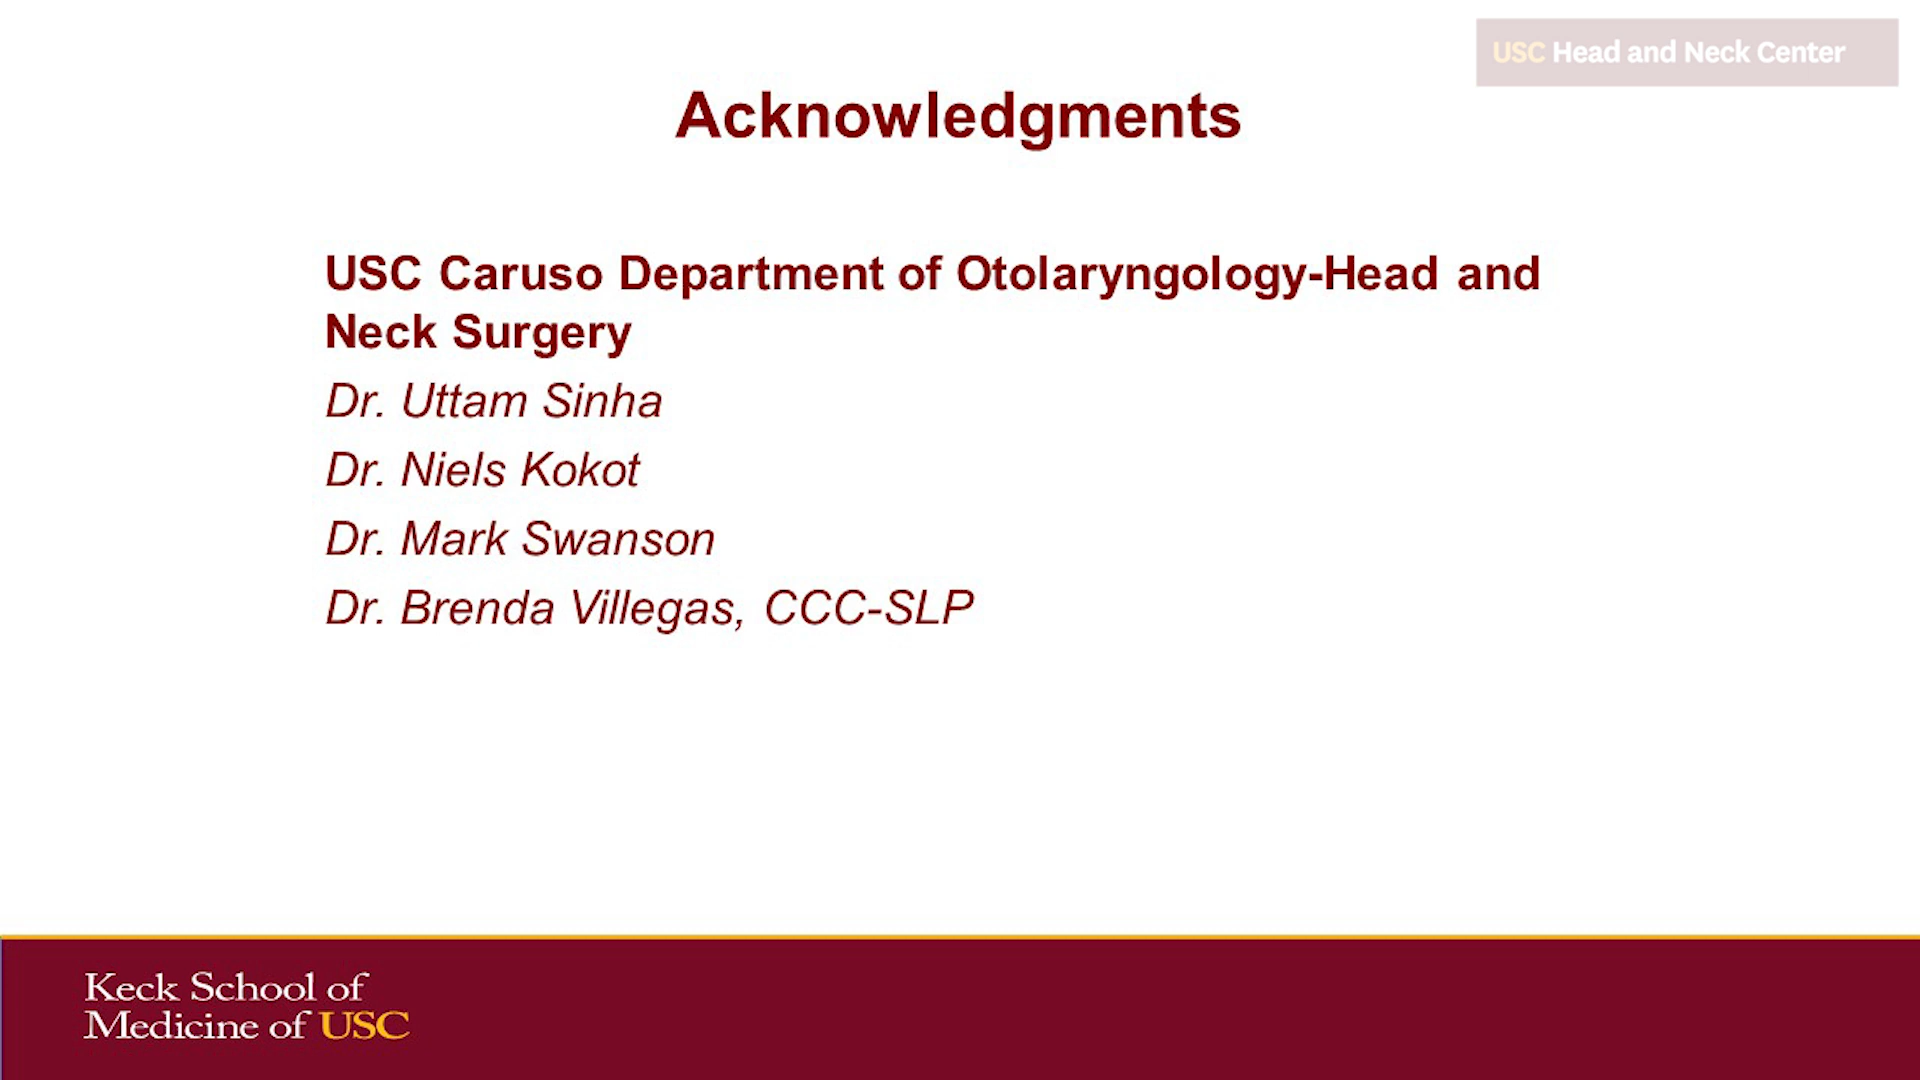 USC Head and Neck Center
Acknowledgments
USC Caruso Department of Otolaryngology-Head and
Neck Surgery
Dr. Uttam Sinha
Dr. Niels Kokot
Dr. Mark Swanson
Dr. Brenda Villegas, CCC-SLP
Keck School of
Medicine of USC